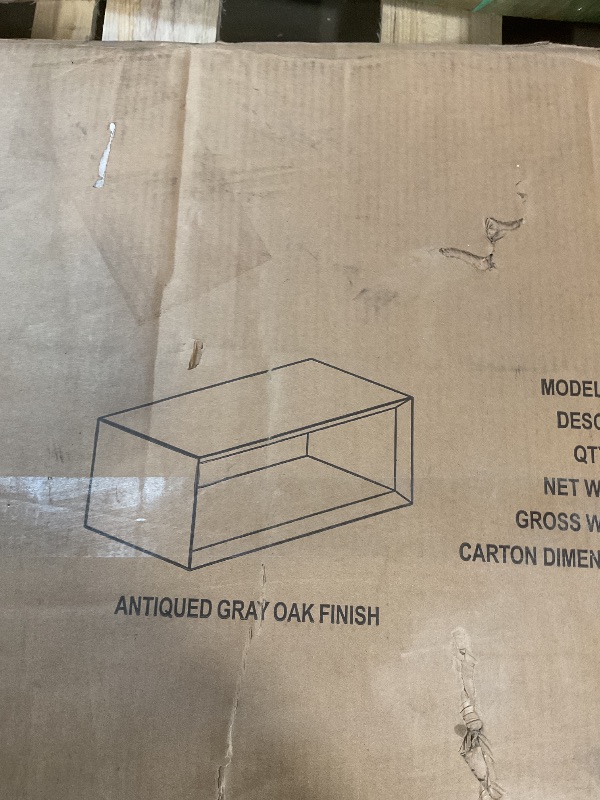 MODEL
DESC
QT
NET W
GROSS W
CARTON DIMEN
ANTIQUED GRAY OAK FINISH